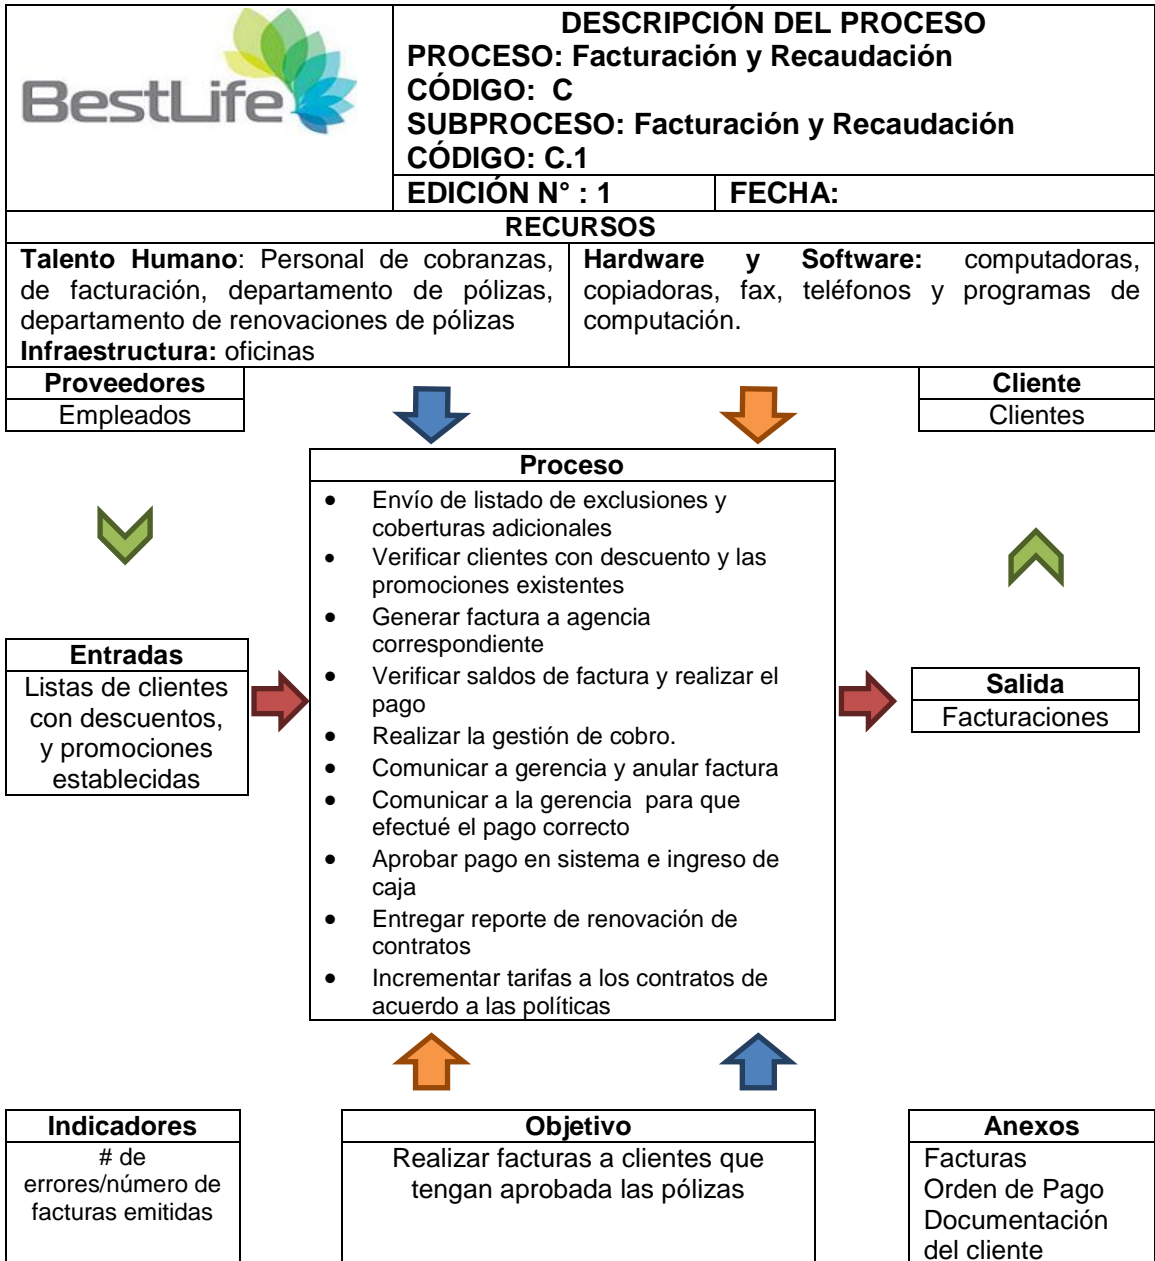 BestLife
DESCRIPCIÓN DEL PROCESO
PROCESO: Facturación y Recaudación
CÓDIGO: C
SUBPROCESO: Facturación y Recaudación
CÓDIGO: C.1
EDICIÓN N° : 1
FECHA:
RECURSOS
Talento Humano: Personal de cobranzas,
de facturación, departamento de pólizas,
departamento de renovaciones de pólizas
Infraestructura: oficinas
Hardware y Software: computadoras,
copiadoras, fax, teléfonos y programas de
computación.
Proveedores
Empleados
Cliente
Clientes
Proceso
• Envío de listado de exclusiones y
coberturas adicionales
• Verificar clientes con descuento y las
promociones existentes
• Generar factura a agencia
correspondiente
• Verificar saldos de factura y realizar el
pago
• Realizar la gestión de cobro.
• Comunicar a gerencia y anular factura
• Comunicar a la gerencia para que
efectué el pago correcto
• Aprobar pago en sistema e ingreso de
caja
• Entregar reporte de renovación de
contratos
• Incrementar tarifas a los contratos de
acuerdo a las políticas
Entradas
Listas de clientes
con descuentos,
y promociones
establecidas
Salida
Facturaciones
Indicadores
# de
errores/número de
facturas emitidas
Objetivo
Realizar facturas a clientes que
tengan aprobada las pólizas
Anexos
Facturas
Orden de Pago
Documentación
del cliente